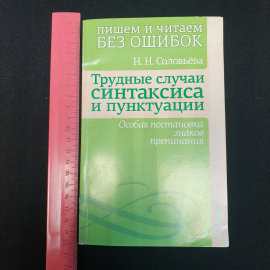 пишем и читаем
БЕЗ ОШИБОК
Н. Н. Соловьёва
Трудные случаи
СИНТАКСИСА
И ПУНКТУАЦИИ
Особая постановка
знаков
препинания